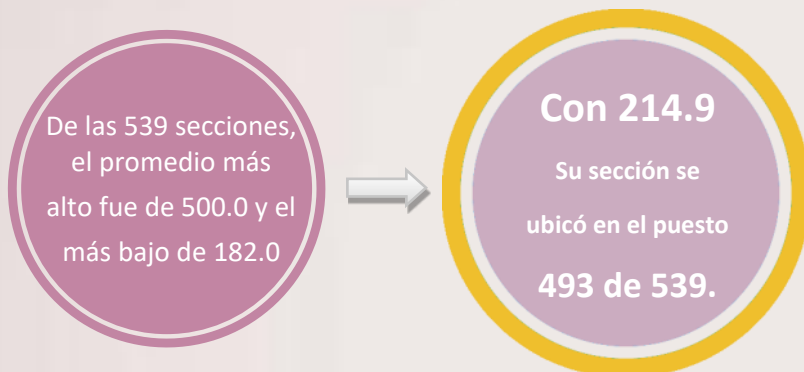 De las 539 secciones,
el promedio más
alto fue de 500.0 y el
más bajo de 182.0
Con 214.9
Su sección se
ubicó en el puesto
493 de 539.